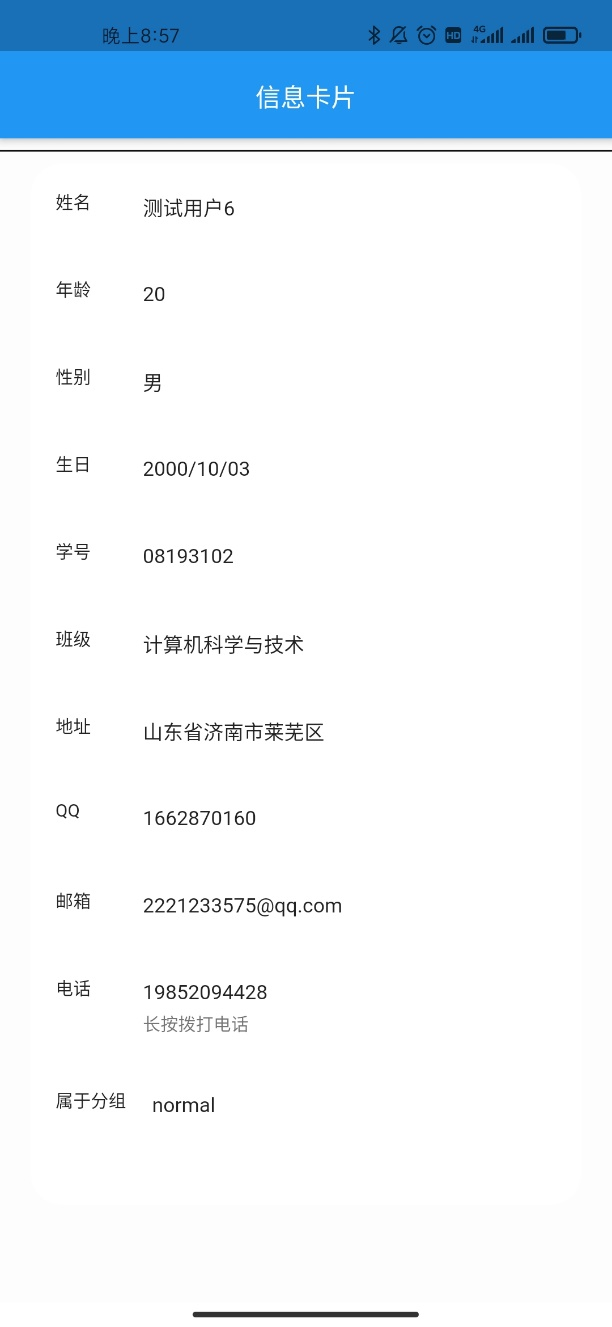 晚上8:57
HD
4G
信息卡片
姓名
测试用户6
年龄
20
性别
男
生日
2000/10/03
学号
08193102
班级
计算机科学与技术
地址
山东省济南市莱芜区
QQ
1662870160
邮箱
2221233575@qq.com
电话
19852094428
长按拨打电话
属于分组
normal